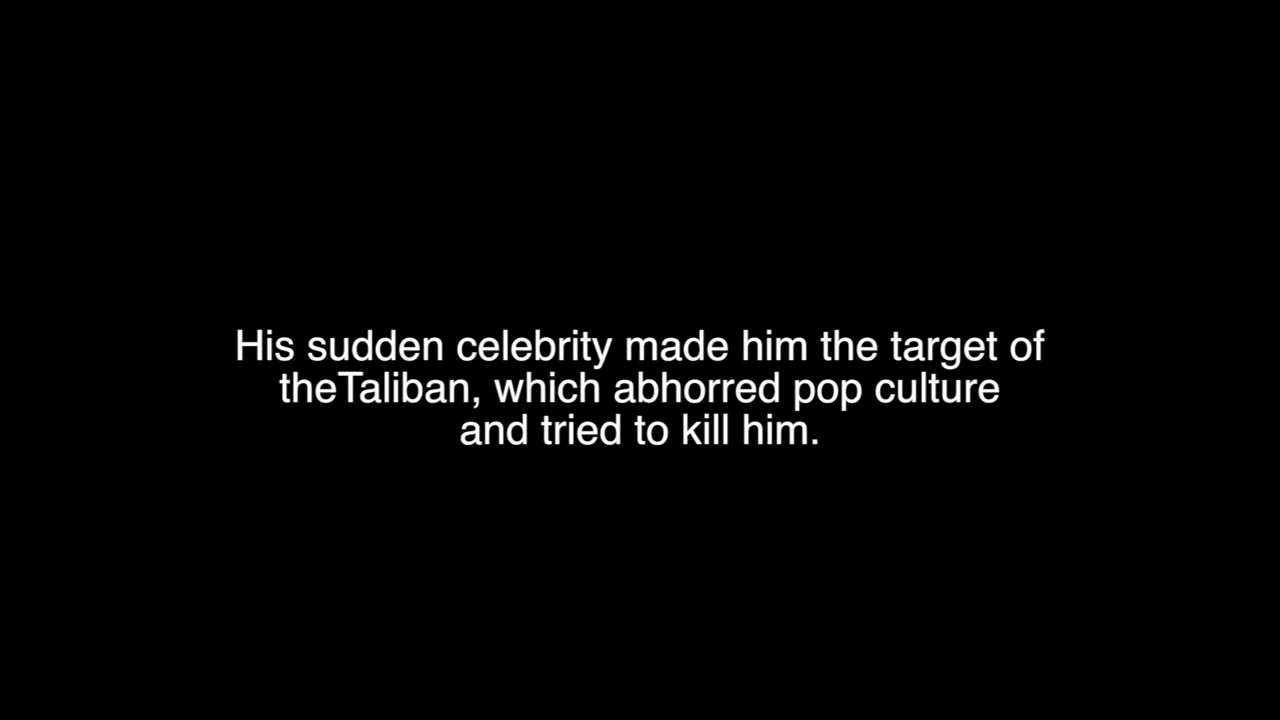 His sudden celebrity made him the target of
theTaliban, which abhorred pop culture
and tried to kill him.